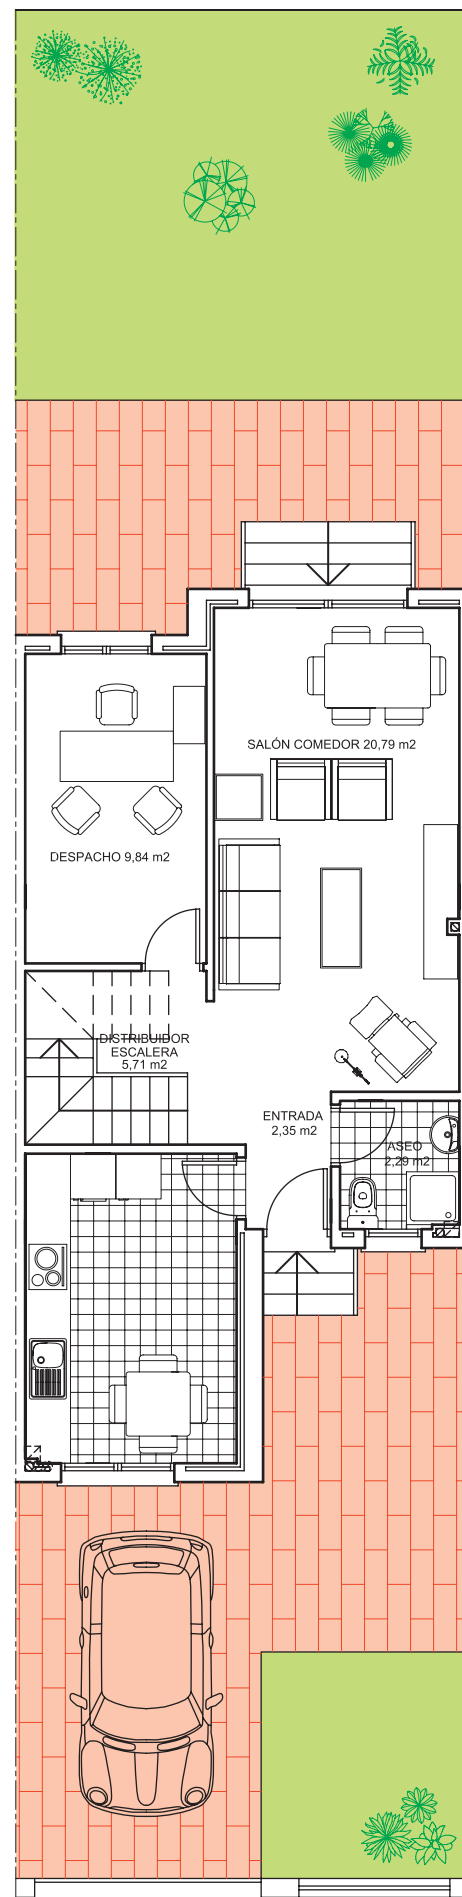 SALÓN COMEDOR 20,79 m2
DESPACHO 9,84 m2
DISTRIBUIDOR
ESCALERA
5,71 m2
ENTRADA
2,35 m2
ASEO
2,29 m2